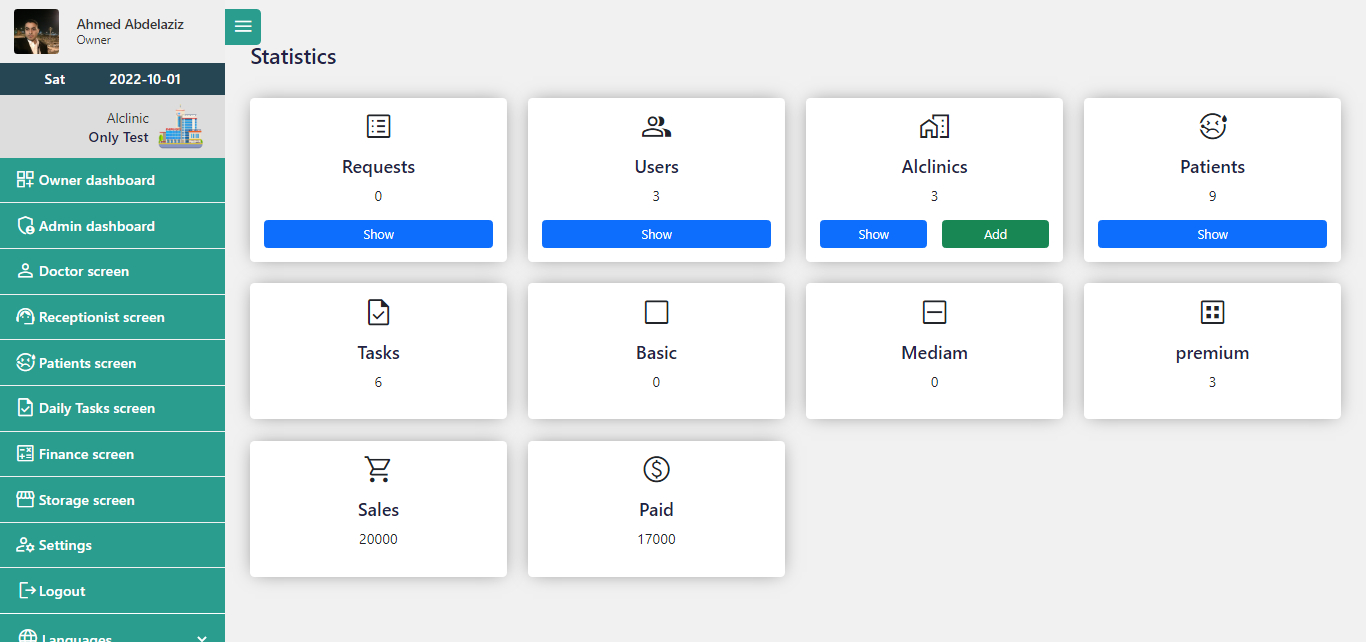 Ahmed Abdelaziz
Owner
Sat 2022-10-01
Alclinic
Only Test
Owner dashboard
Admin dashboard
Doctor screen
Receptionist screen
Patients screen
Daily Tasks screen
Finance screen
Storage screen
Settings
Logout
Languages
Statistics
Requests
0
Show
Users
3
Show
Alclinics
3
Show Add
Patients
9
Show
Tasks
6
Basic
0
Mediam
0
premium
3
Sales
20000
Paid
17000